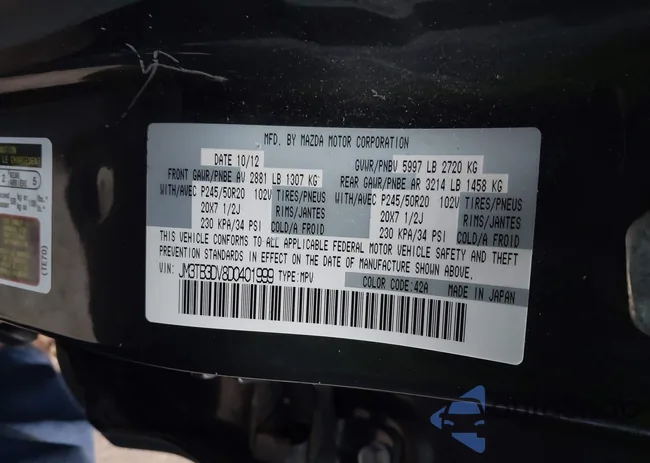 MFD. BY MAZDA MOTOR CORPORATION
DATE 10/12 GVWR/PNBV 5997 LB 2720 KG
FRONT GAWR/PNBE AV 2881 LB 1307 KG REAR GAWR/PNBE AR 3214 LB 1458 KG
WITH/AVEC P245/50R20 102V TIRES/PNEUS WITH/AVEC P245/50R20 102V TIRES/PNEUS
20X7 1/2J RIMS/JANTES 20X7 1/2J RIMS/JANTES
230 KPA/34 PSI COLD/A FROID 230 KPA/34 PSI COLD/A FROID
THIS VEHICLE CONFORMS TO ALL APPLICABLE FEDERAL MOTOR VEHICLE SAFETY AND THEFT
PREVENTION STANDARDS IN EFFECT ON THE DATE OF MANUFACTURE SHOWN ABOVE.
VIN: JM3TB3DV8D0401999 TYPE:MPV
COLOR CODE:42A MADE IN JAPAN
(TE70)